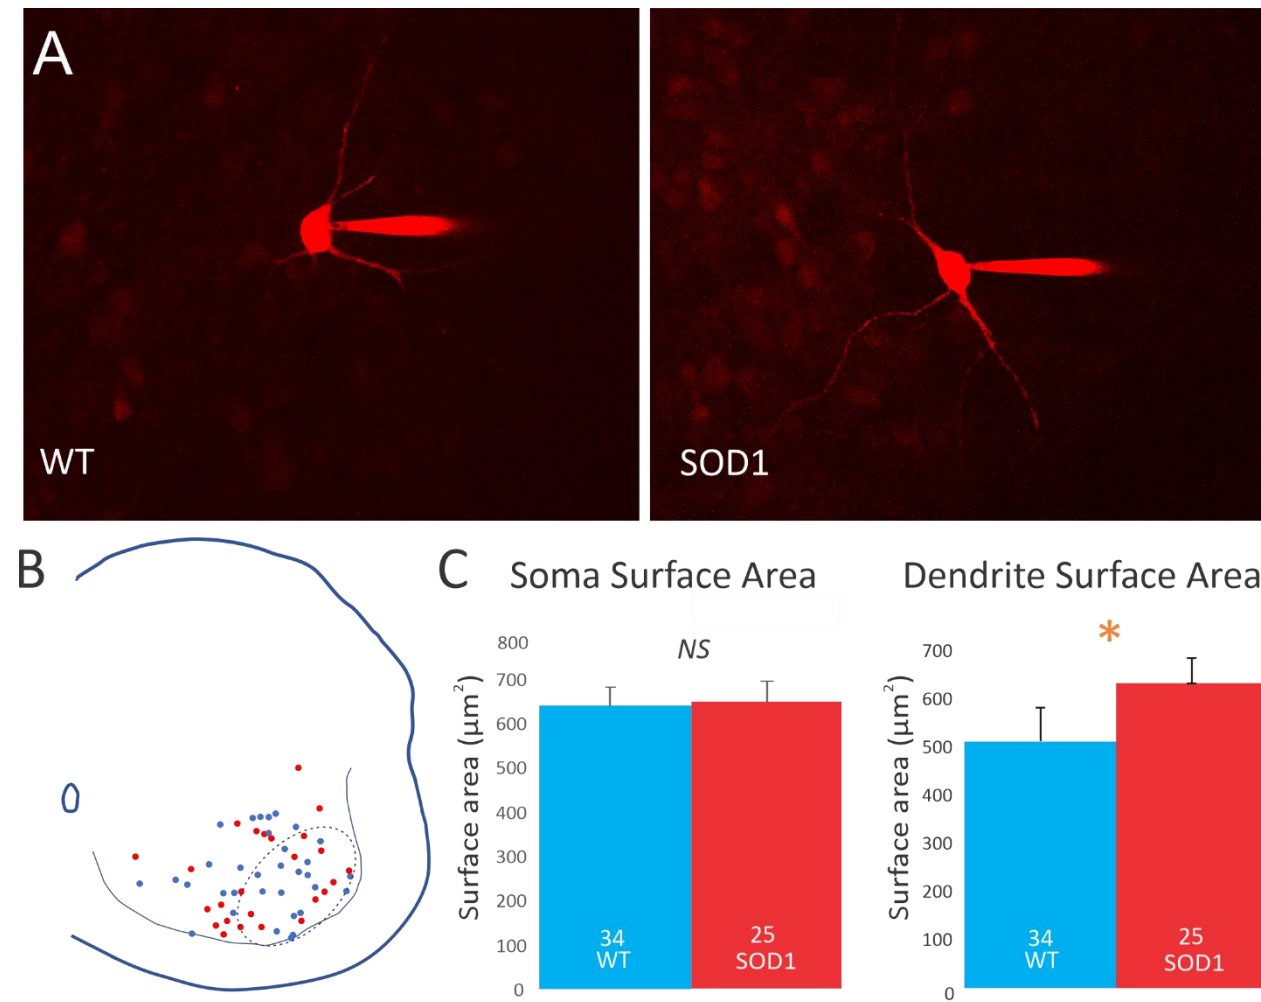 A
WT
SOD1
B
C
Soma Surface Area
Surface area (µm²)
800
700
600
500
400
300
200
100
0
NS
34
WT
25
SOD1
Dendrite Surface Area
Surface area (µm²)
700
600
500
400
300
200
100
0
*
34
WT
25
SOD1